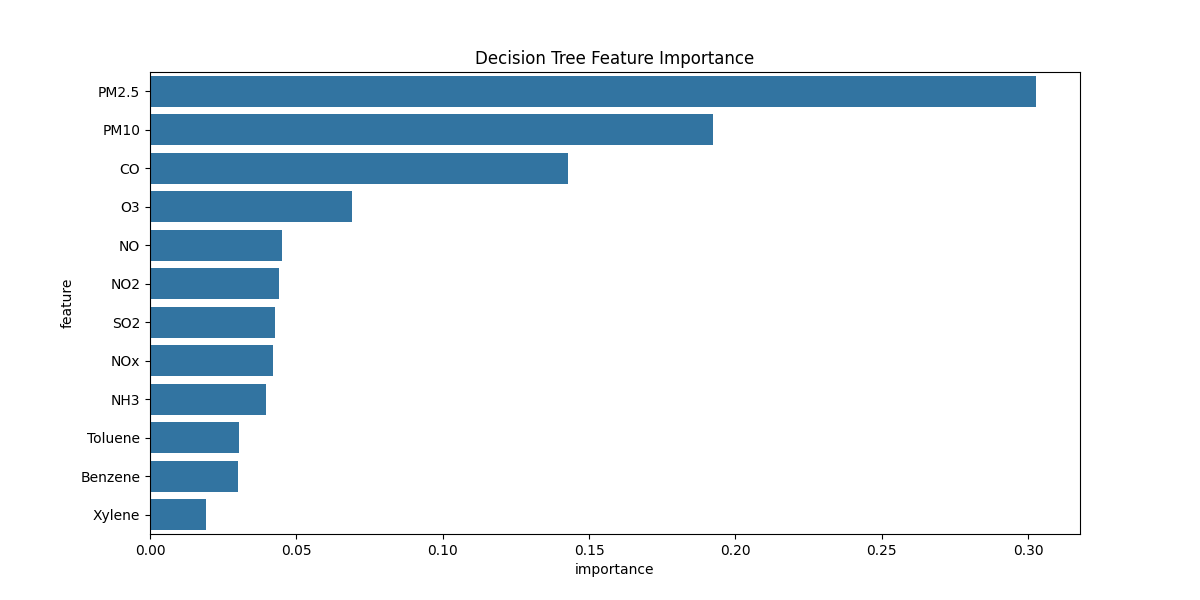 Decision Tree Feature Importance
PM2.5
PM10
CO
O3
NO
NO2
SO2
NOx
NH3
Toluene
Benzene
Xylene
feature
0.00 0.05 0.10 0.15 0.20 0.25 0.30
importance